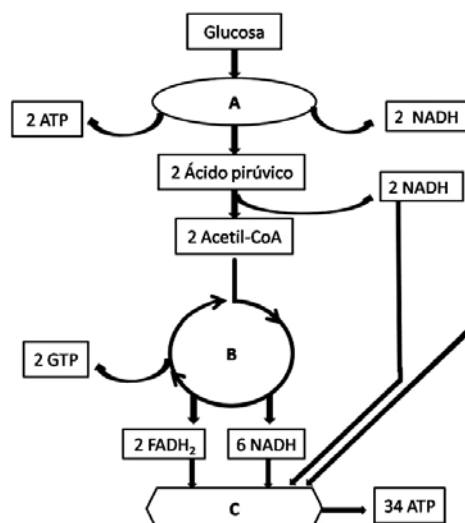 Glucosa
A
2 ATP
2 NADH
2 Ácido pirúvico
2 NADH
2 Acetil-CoA
B
2 GTP
2 FADH₂
6 NADH
C
34 ATP